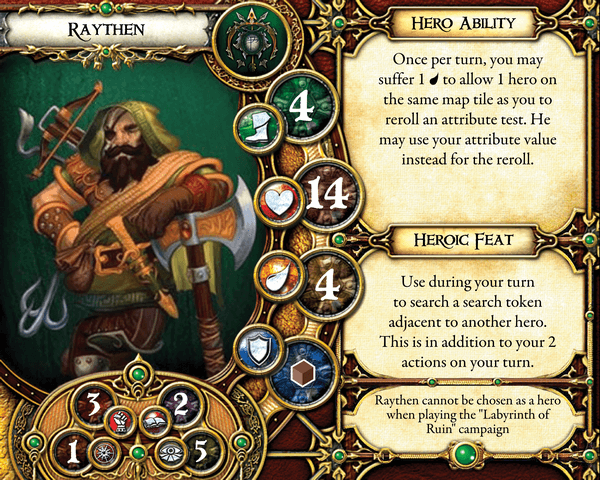 Raythen
4
14
4
3
2
1
5
Hero Ability
Once per turn, you may
suffer 1 to allow 1 hero on
the same map tile as you to
reroll an attribute test. He
may use your attribute value
instead for the reroll.
Heroic Feat
Use during your turn
to search a search token
adjacent to another hero.
This is in addition to your 2
actions on your turn.
Raythen cannot be chosen as a hero
when playing the "Labyrinth of
Ruin" campaign